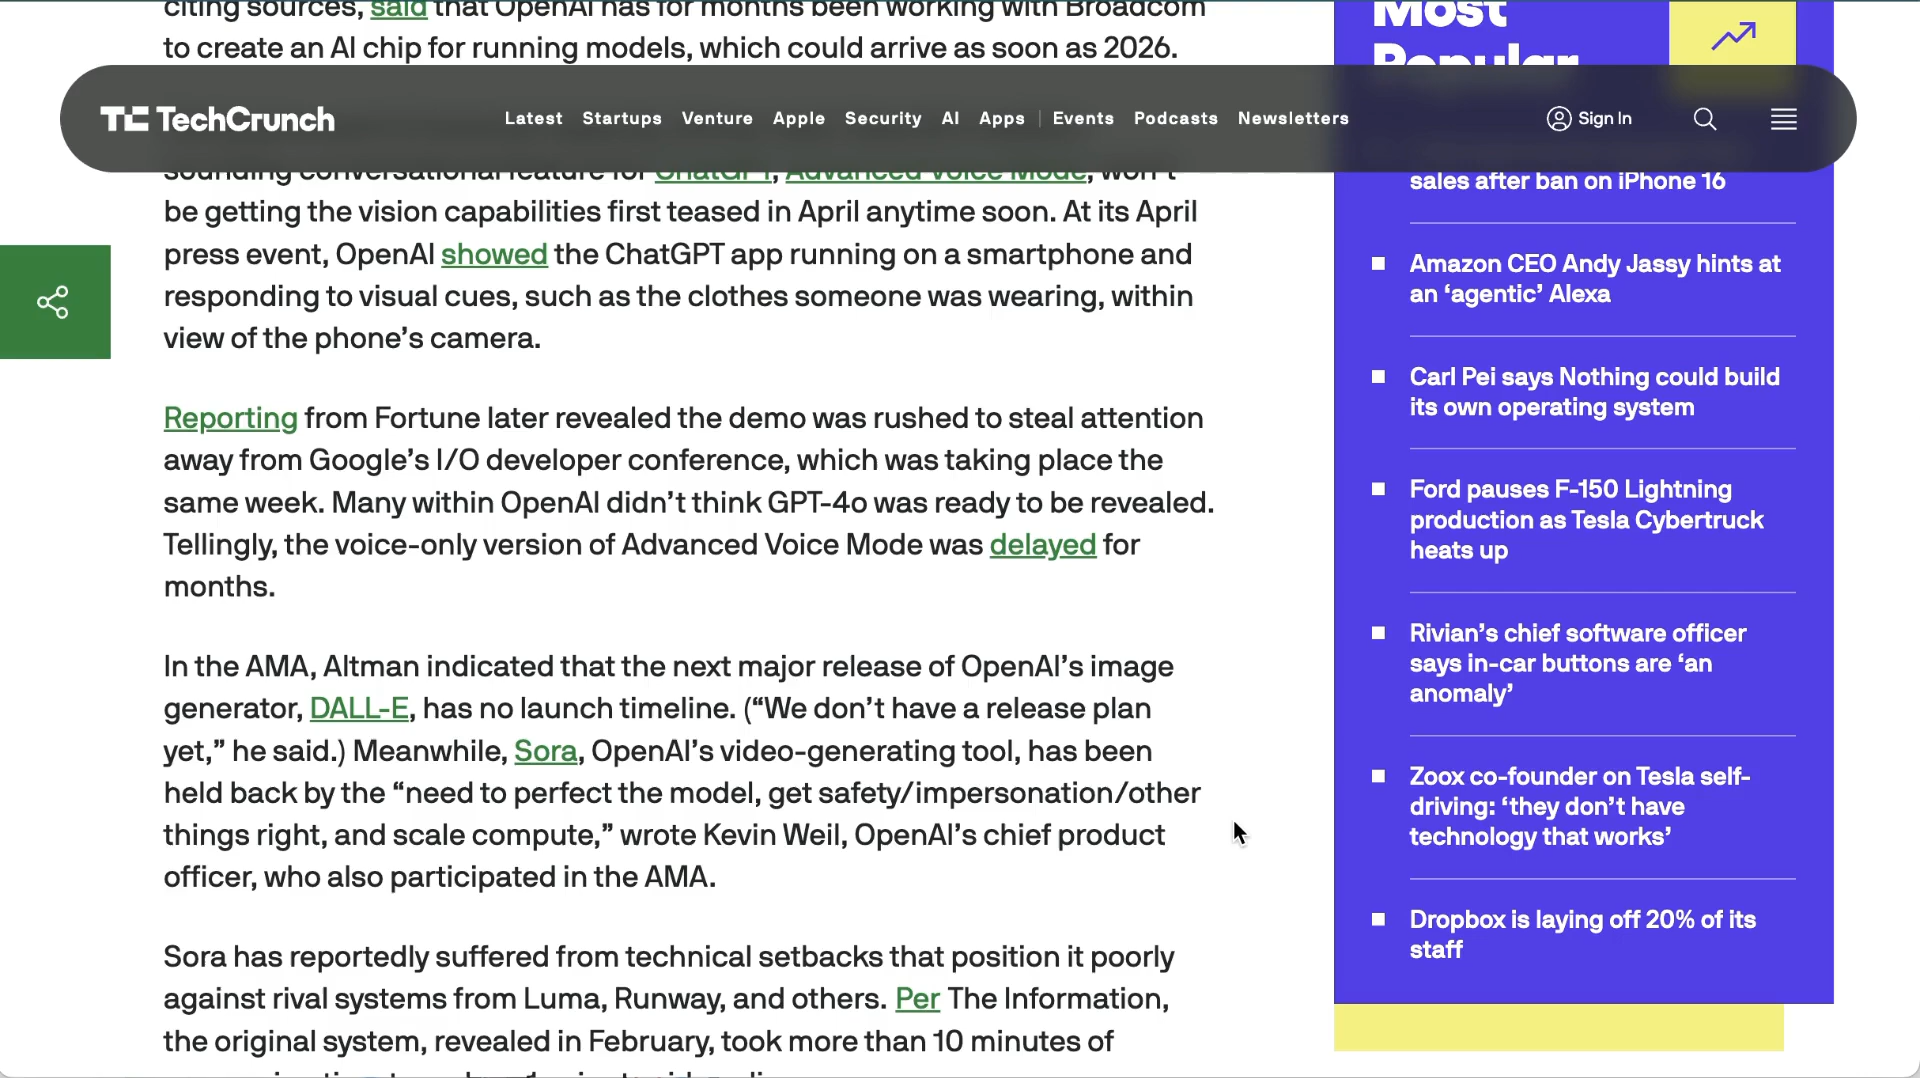 citing sources, said that OpenAI has for months been working with Broadcom
to create an AI chip for running models, which could arrive as soon as 2026.
TechCrunch
Latest Startups Venture Apple Security AI Apps Events Podcasts Newsletters
Sign In
sounding conversational feature for ChatGPT, Advanced Voice Mode, won’t
be getting the vision capabilities first teased in April anytime soon. At its April
press event, OpenAI showed the ChatGPT app running on a smartphone and
responding to visual cues, such as the clothes someone was wearing, within
view of the phone’s camera.
Reporting from Fortune later revealed the demo was rushed to steal attention
away from Google’s I/O developer conference, which was taking place the
same week. Many within OpenAI didn’t think GPT-4o was ready to be revealed.
Tellingly, the voice-only version of Advanced Voice Mode was delayed for
months.
In the AMA, Altman indicated that the next major release of OpenAI’s image
generator, DALL-E, has no launch timeline. (“We don’t have a release plan
yet,” he said.) Meanwhile, Sora, OpenAI’s video-generating tool, has been
held back by the “need to perfect the model, get safety/impersonation/other
things right, and scale compute,” wrote Kevin Weil, OpenAI’s chief product
officer, who also participated in the AMA.
Sora has reportedly suffered from technical setbacks that position it poorly
against rival systems from Luma, Runway, and others. Per The Information,
the original system, revealed in February, took more than 10 minutes of
Most
Popular
sales after ban on iPhone 16
Amazon CEO Andy Jassy hints at
an ‘agentic’ Alexa
Carl Pei says Nothing could build
its own operating system
Ford pauses F-150 Lightning
production as Tesla Cybertruck
heats up
Rivian’s chief software officer
says in-car buttons are ‘an
anomaly’
Zoox co-founder on Tesla self-
driving: ‘they don’t have
technology that works’
Dropbox is laying off 20% of its
staff